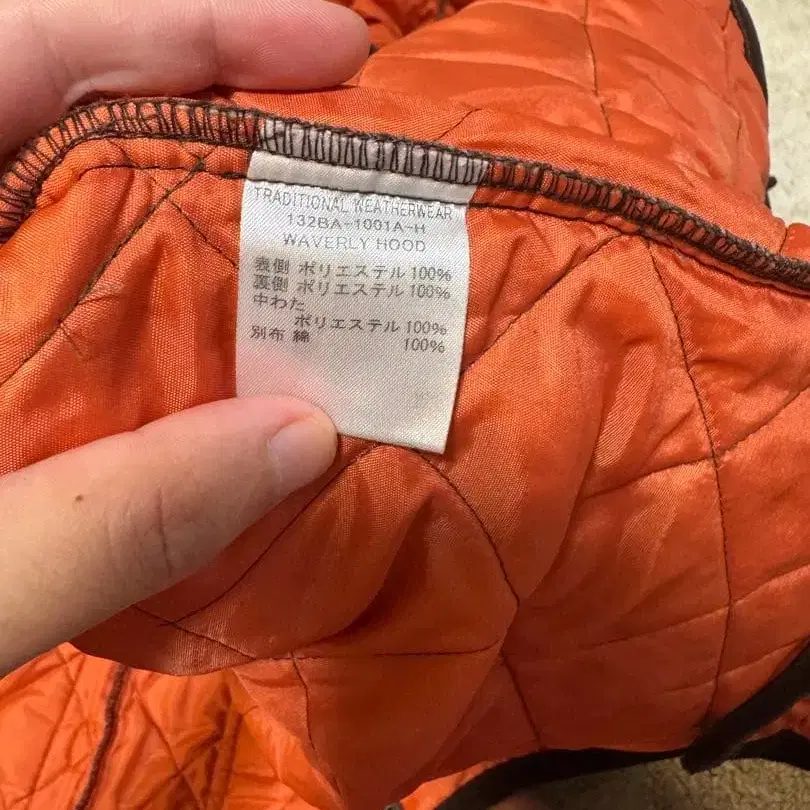 TRADITIONAL WEATHERWEAR
132BA-1001A-H
WAVERLY HOOD
表側 ポリエステル 100%
裏側 ポリエステル 100%
中わた
ポリエステル 100%
別布 綿 100%